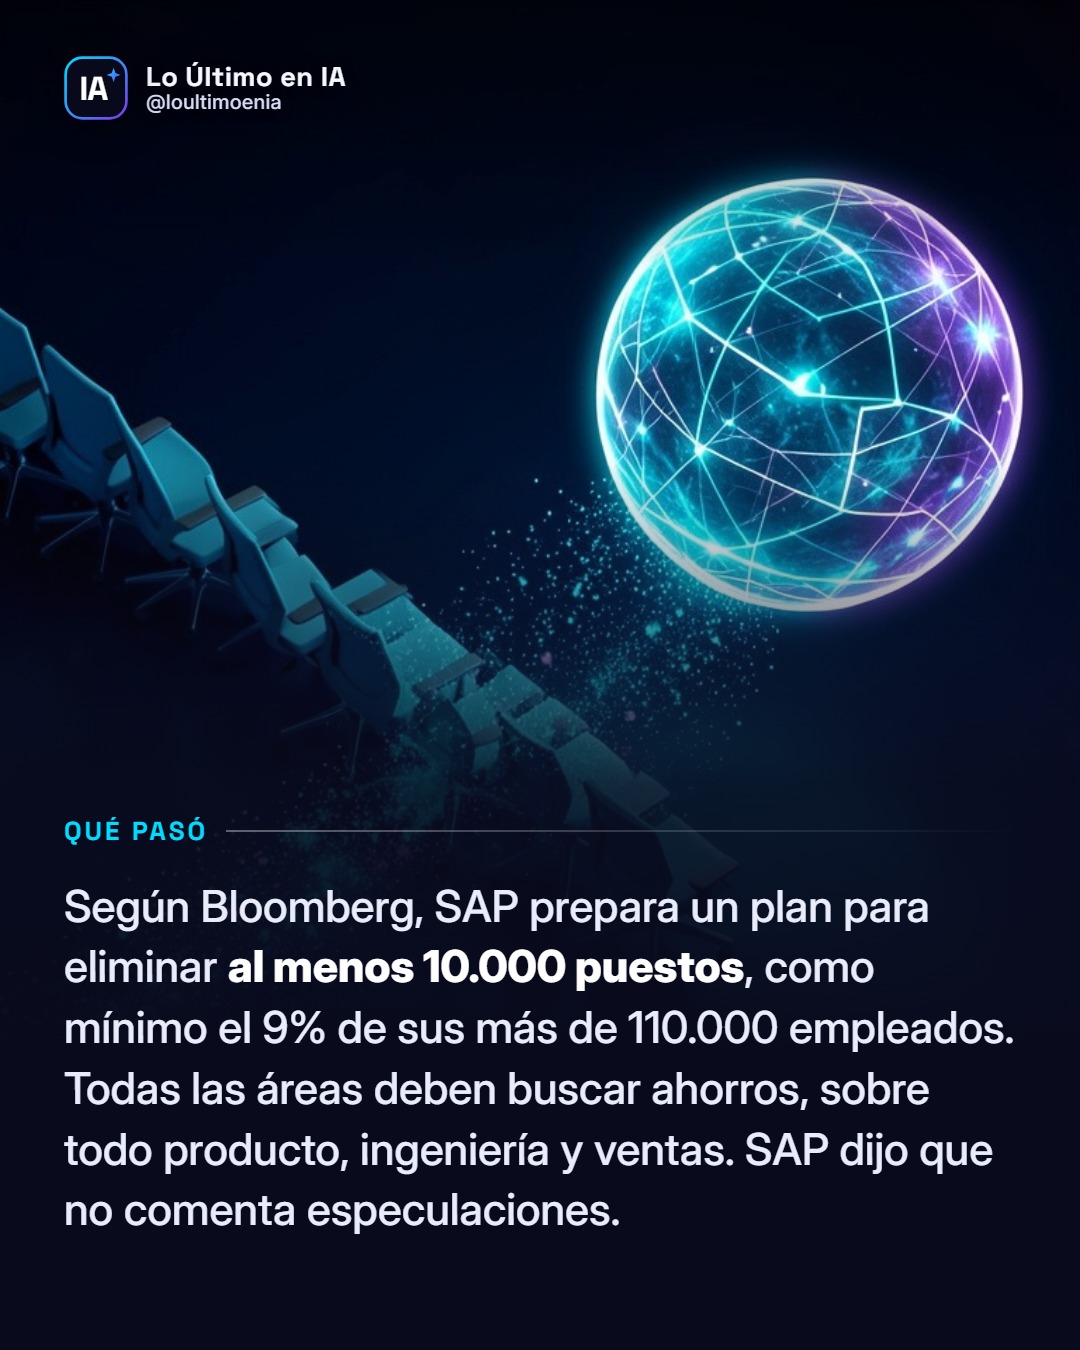 IA
Lo Último en IA
@loultimoenia
QUÉ PASÓ
Según Bloomberg, SAP prepara un plan para
eliminar al menos 10.000 puestos, como
mínimo el 9% de sus más de 110.000 empleados.
Todas las áreas deben buscar ahorros, sobre
todo producto, ingeniería y ventas. SAP dijo que
no comenta especulaciones.